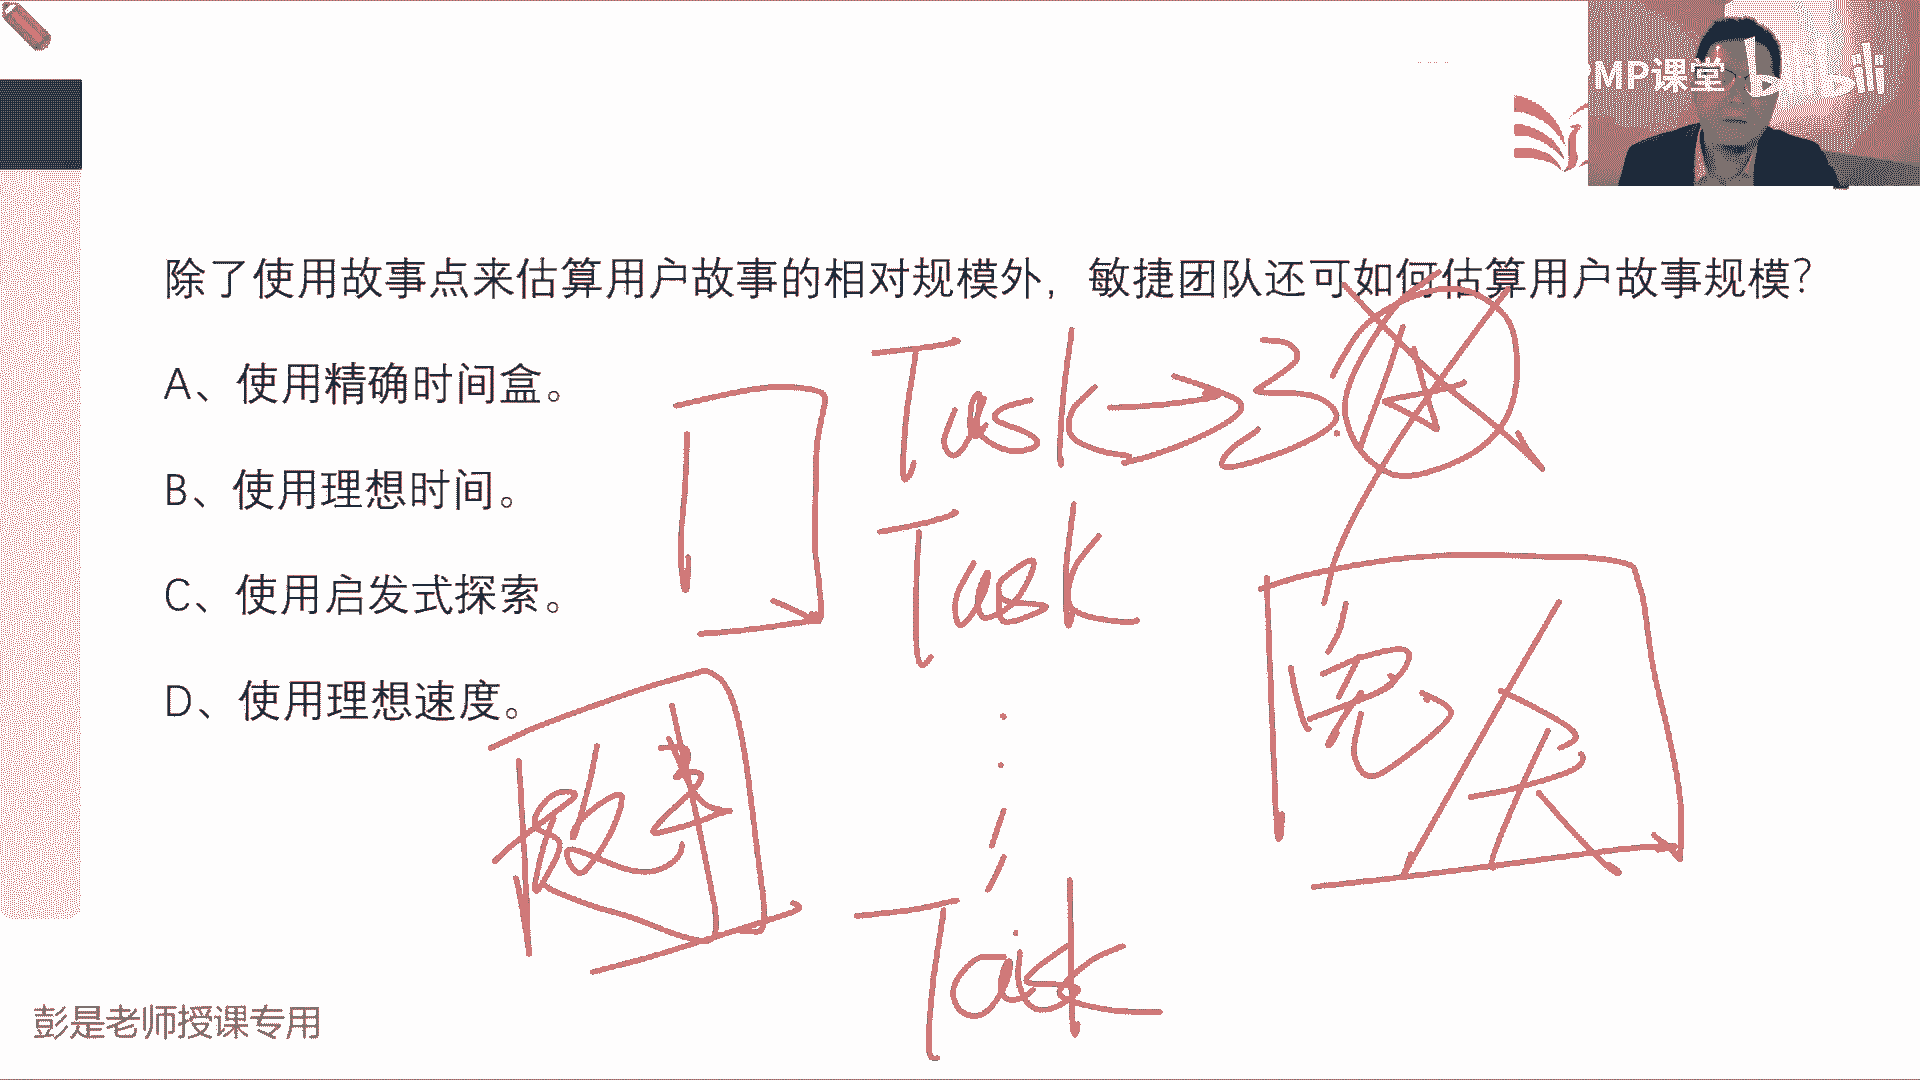 MP课堂 bilibili
除了使用故事点来估算用户故事的相对规模外，敏捷团队还可如何估算用户故事规模？
A、使用精确时间盒。
B、使用理想时间。
C、使用启发式探索。
D、使用理想速度。
Task→3.
Task
故事
Task
彭是老师授课专用